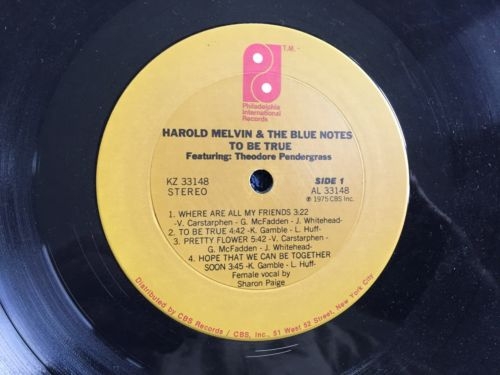 T.M.
Philadelphia
International
Records
HAROLD MELVIN & THE BLUE NOTES
TO BE TRUE
Featuring: Theodore Pendergrass
KZ 33148
STEREO
SIDE 1
AL 33148
℗ 1975 CBS Inc.
1. WHERE ARE ALL MY FRIENDS 3:22
-V. Carstarphen - G. McFadden - J. Whitehead-
2. TO BE TRUE 4:42 -K. Gamble - L. Huff-
3. PRETTY FLOWER 5:42 -V. Carstarphen -
G. McFadden - J. Whitehead-
4. HOPE THAT WE CAN BE TOGETHER
SOON 3:45 -K. Gamble - L. Huff-
Female vocal by
Sharon Paige
Distributed by CBS Records / CBS, Inc., 51 West 52 Street, New York City